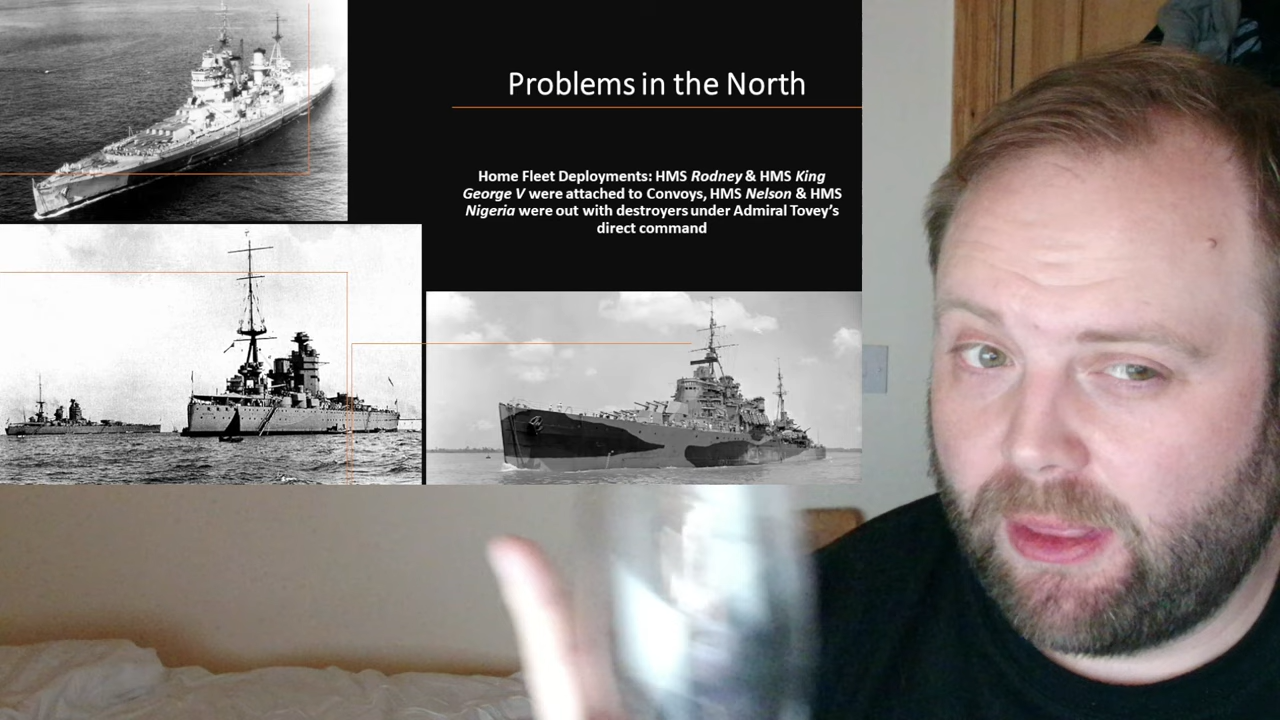 Problems in the North
Home Fleet Deployments: HMS Rodney & HMS King
George V were attached to Convoys, HMS Nelson & HMS
Nigeria were out with destroyers under Admiral Tovey’s
direct command